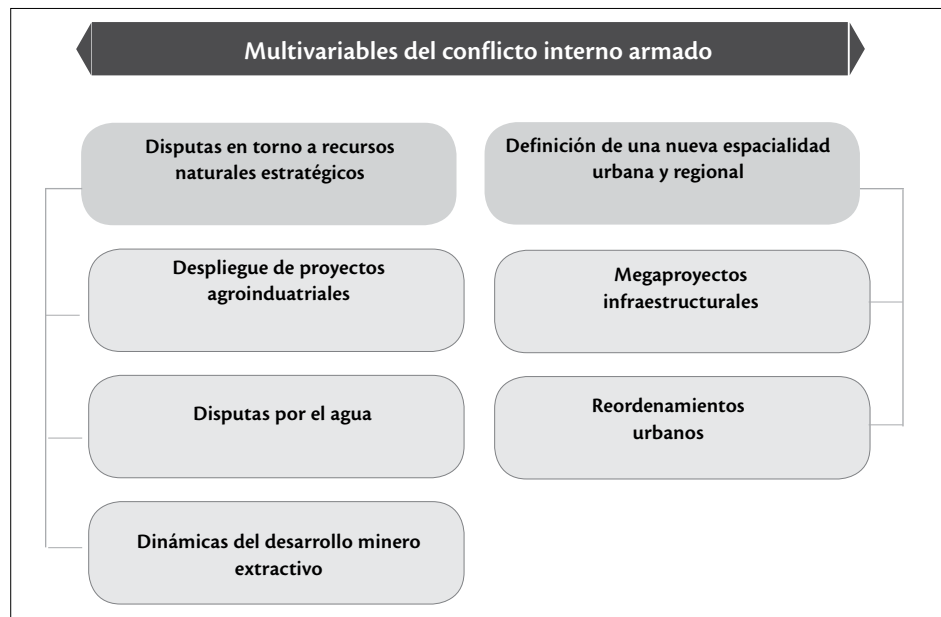 Multivariables del conflicto interno armado
Disputas en torno a recursos
naturales estratégicos
Despliegue de proyectos
agroinduatriales
Disputas por el agua
Dinámicas del desarrollo minero
extractivo
Definición de una nueva espacialidad
urbana y regional
Megaproyectos
infraestructurales
Reordenamientos
urbanos